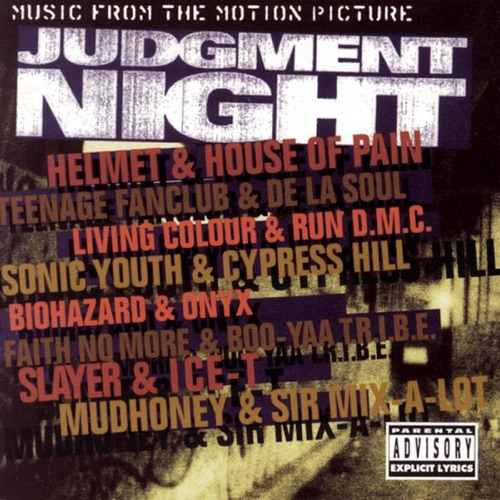 MUSIC FROM THE MOTION PICTURE
JUDGMENT
NIGHT
HELMET & HOUSE OF PAIN
TEENAGE FANCLUB & DE LA SOUL
LIVING COLOUR & RUN D.M.C.
SONIC YOUTH & CYPRESS HILL
BIOHAZARD & ONYX
FAITH NO MORE & BOO-YAA T.R.I.B.E.
SLAYER & ICE-T
MUDHONEY & SIR MIX-A-LOT
PARENTAL
ADVISORY
EXPLICIT LYRICS